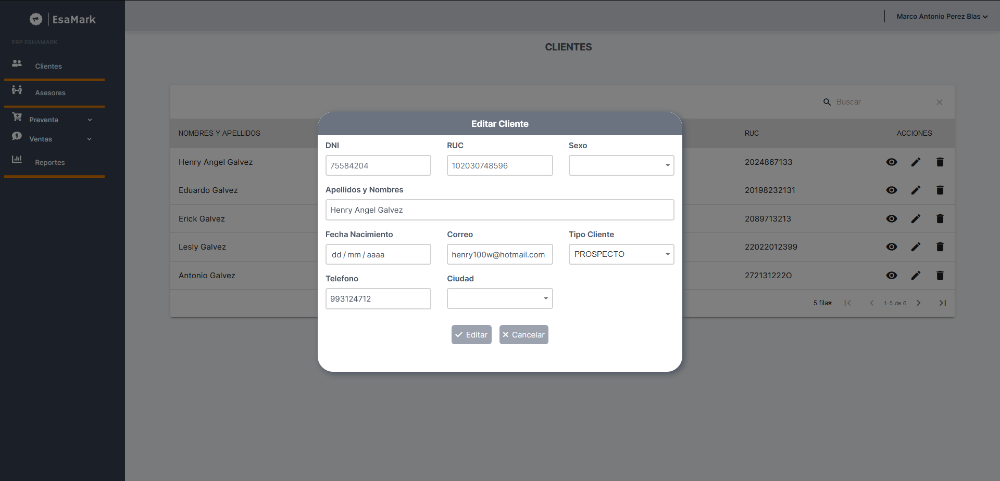 EsaMark
Marco Antonio Perez Blas
ERP ESHAMARK
Clientes
Asesores
Preventa
Ventas
Reportes
CLIENTES
Buscar
NOMBRES Y APELLIDOS
RUC
ACCIONES
Henry Angel Galvez
2024867133
Eduardo Galvez
20198232131
Erick Galvez
2089713213
Lesly Galvez
22022012399
Antonio Galvez
272131222O
5 filas
1-5 de 6
Editar Cliente
DNI
RUC
Sexo
75584204
102030748596
Apellidos y Nombres
Henry Angel Galvez
Fecha Nacimiento
Correo
Tipo Cliente
dd / mm / aaaa
henry100w@hotmail.com
PROSPECTO
Telefono
Ciudad
993124712
Editar
Cancelar